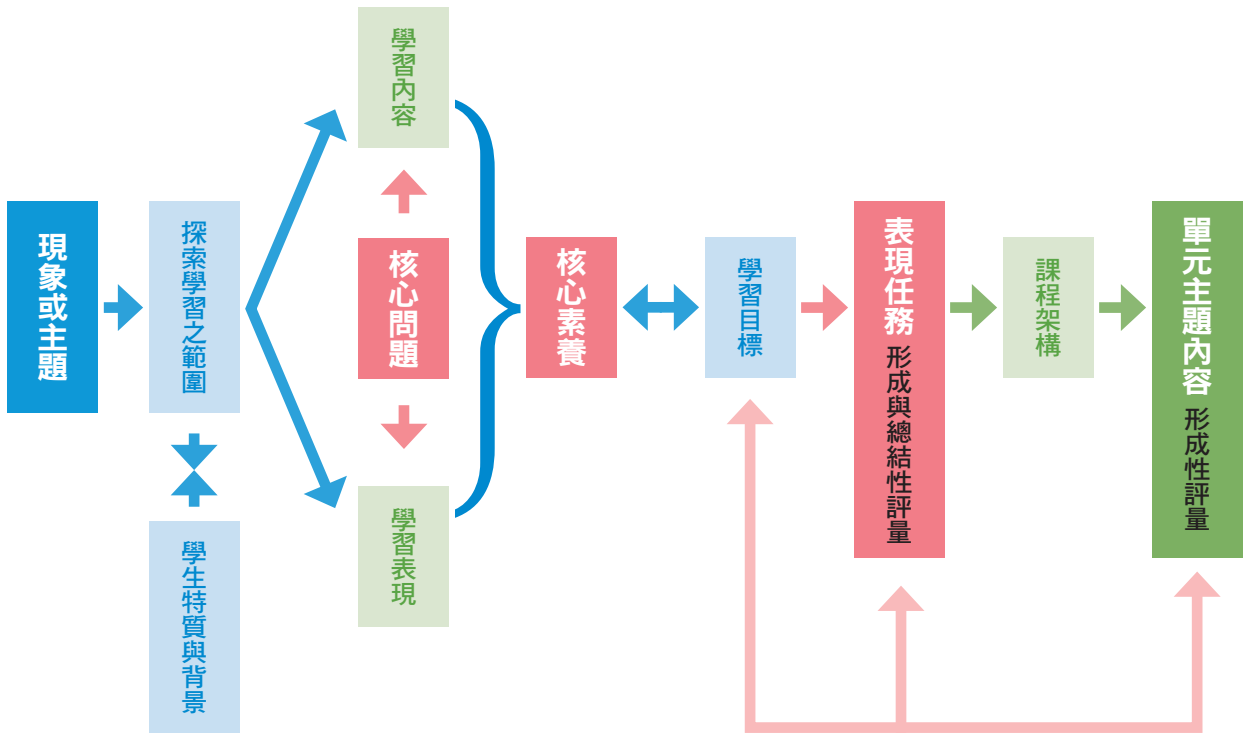 現象或主題
探索學習之範圍
學生特質與背景
學習內容
核心問題
學習表現
核心素養
學習目標
表現任務 形成與總結性評量
課程架構
單元主題內容 形成性評量